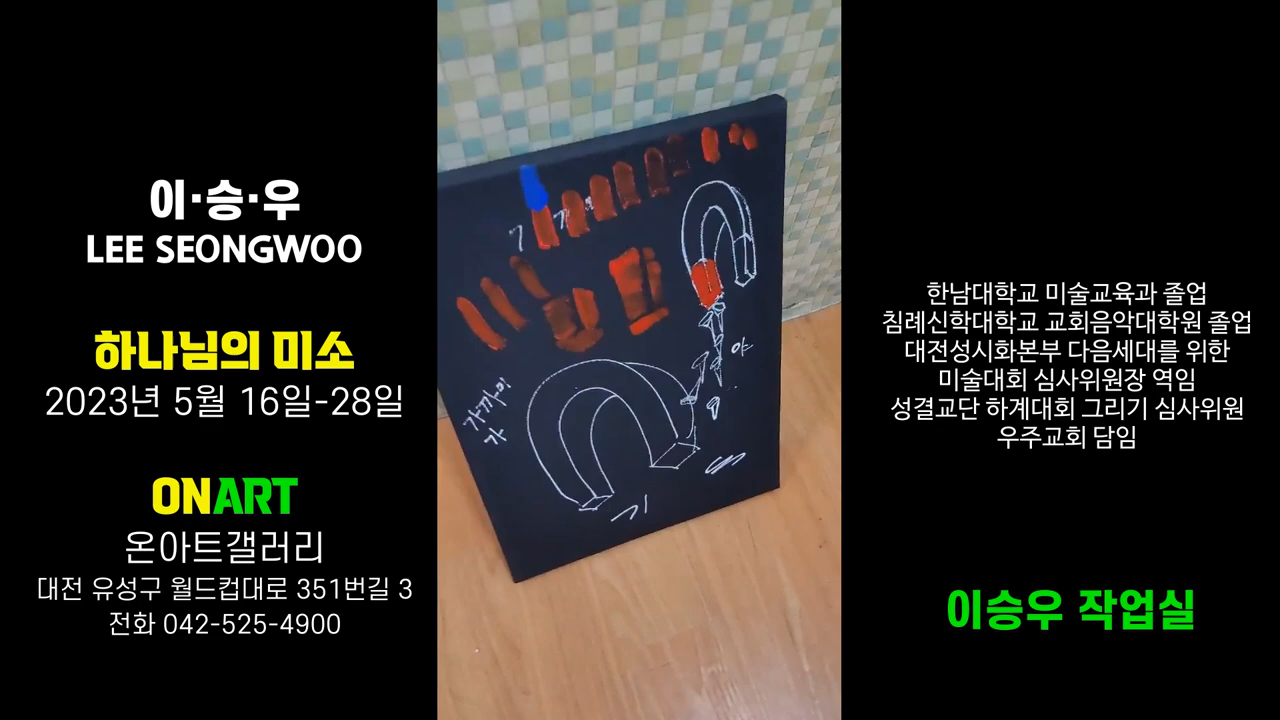 이·승·우
LEE SEONGWOO
하나님의 미소
2023년 5월 16일-28일
ONART
온아트갤러리
대전 유성구 월드컵대로 351번길 3
전화 042-525-4900
가까이
가
야
기
한남대학교 미술교육과 졸업
침례신학대학교 교회음악대학원 졸업
대전성시화본부 다음세대를 위한
미술대회 심사위원장 역임
성결교단 하계대회 그리기 심사위원
우주교회 담임
이승우 작업실